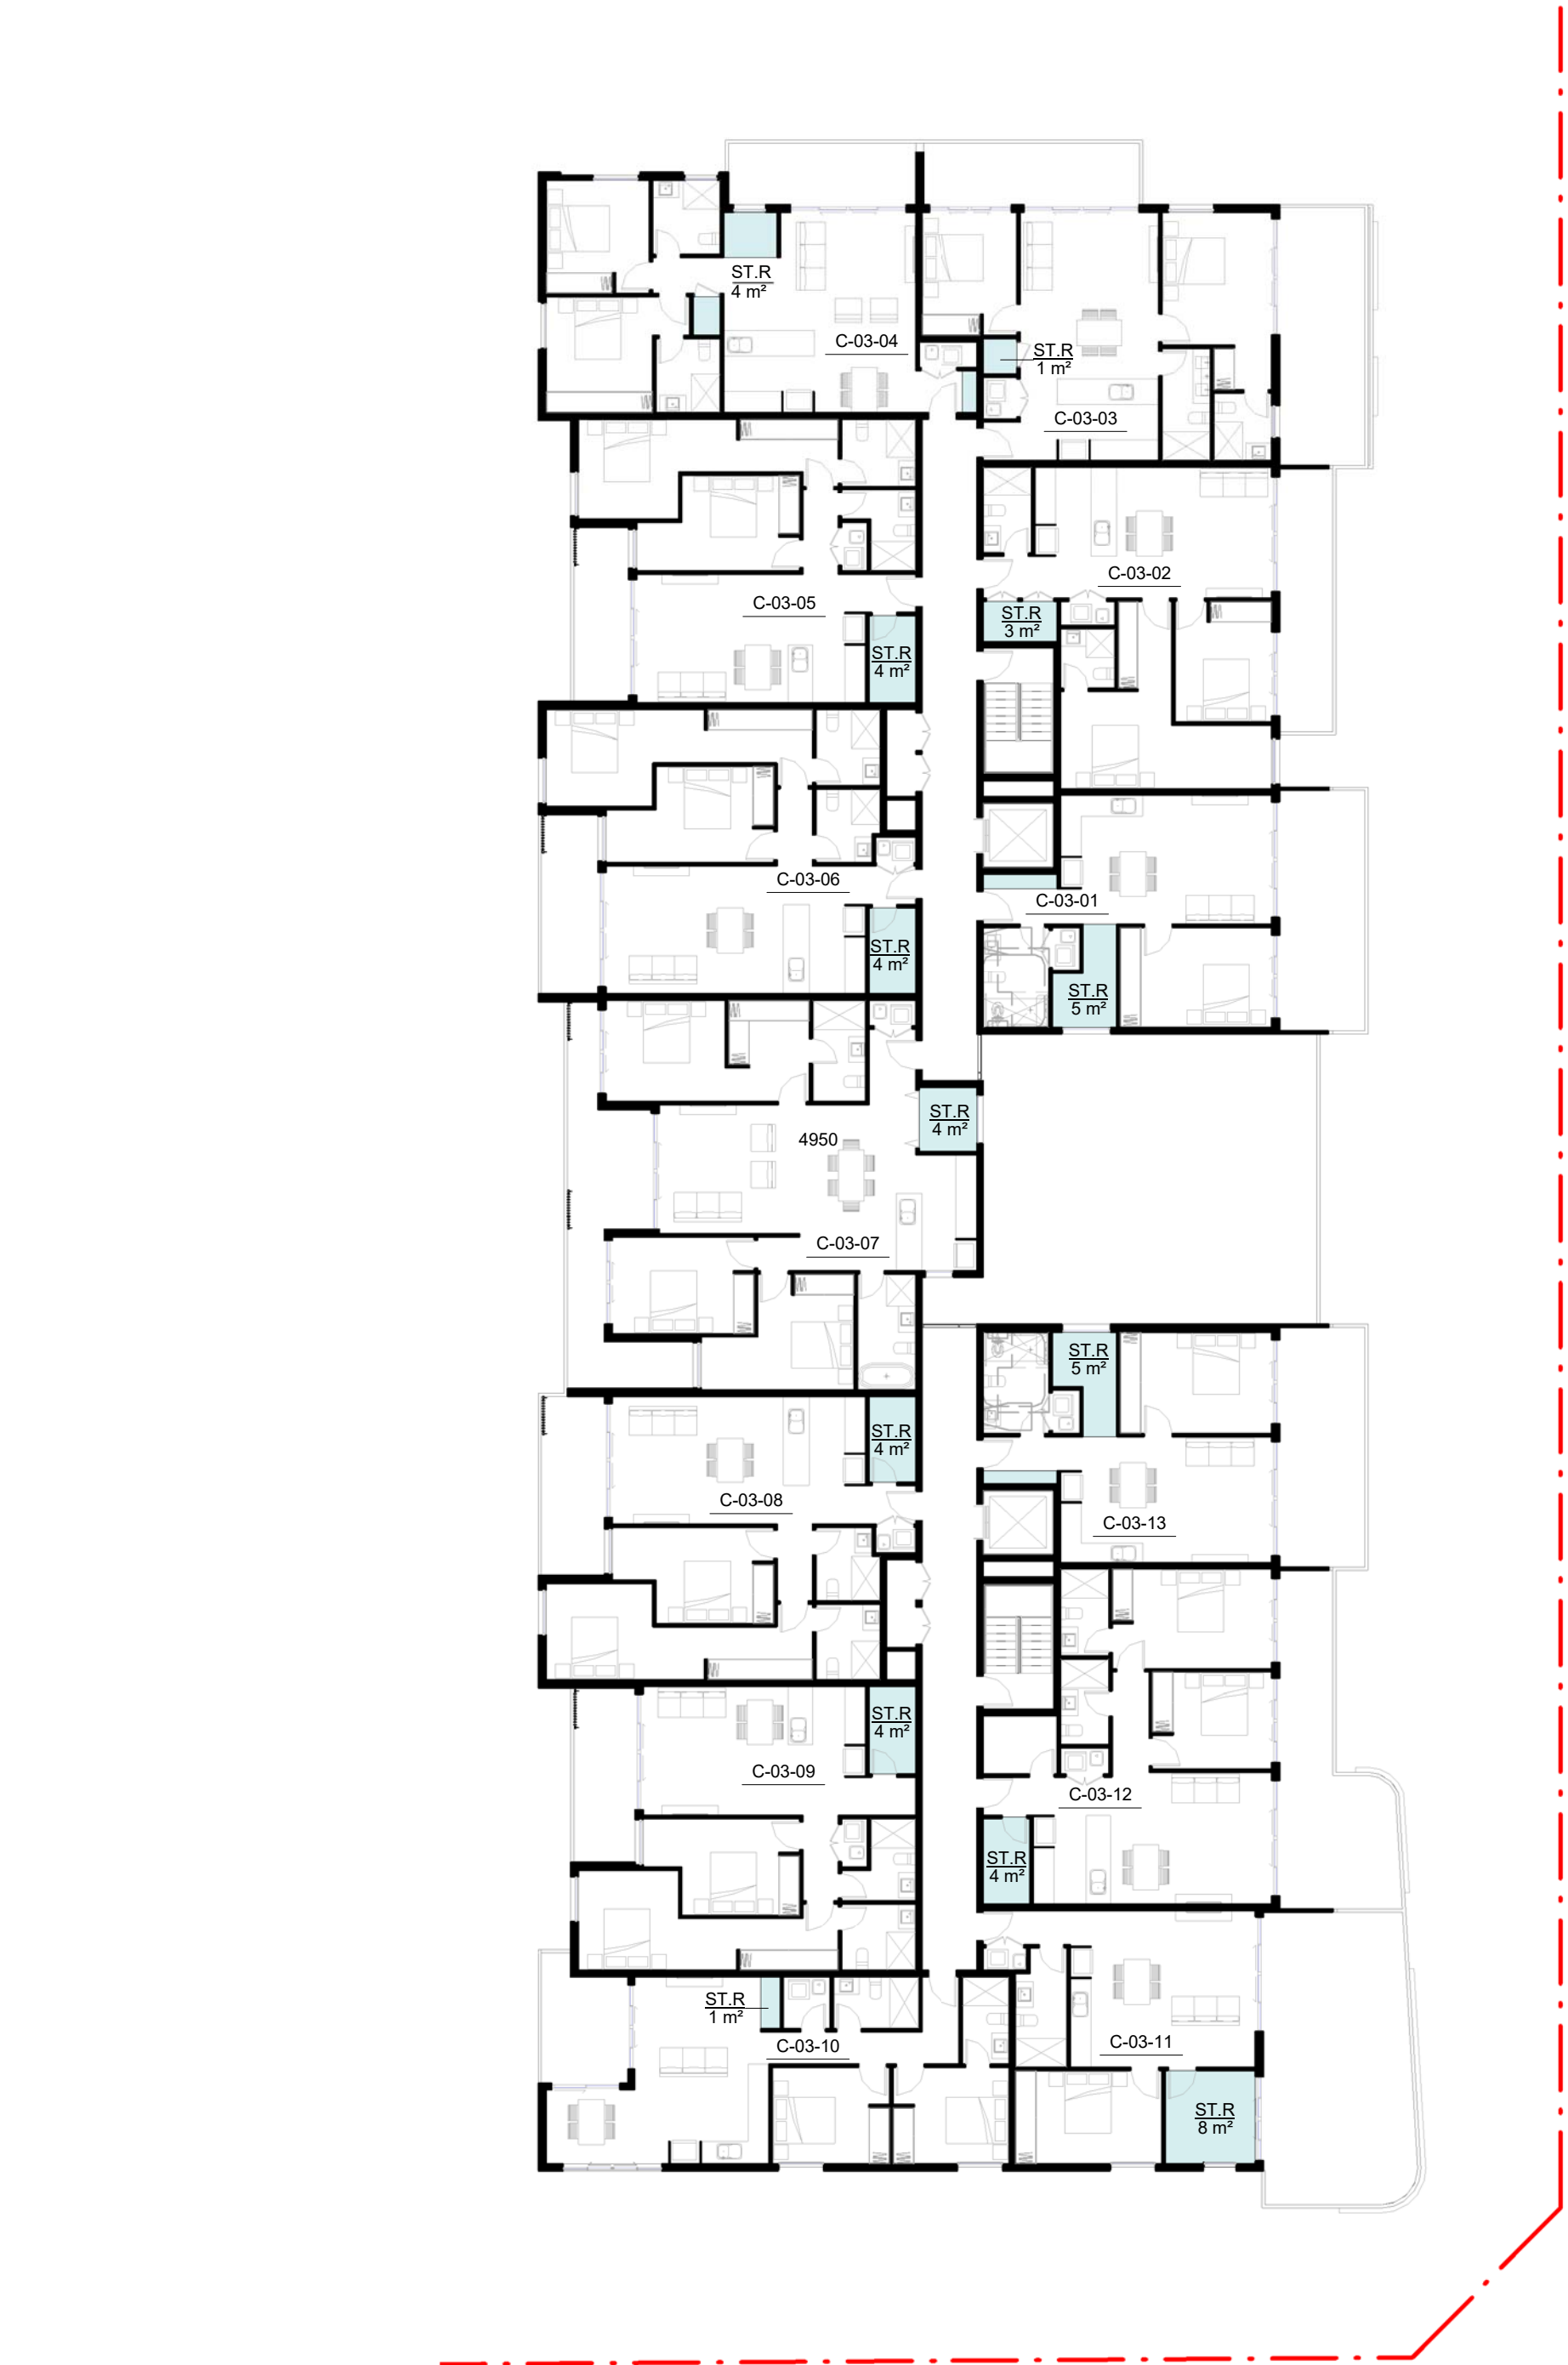 ST.R
4 m²
C-03-04
ST.R
1 m²
C-03-03
C-03-02
C-03-05
ST.R
3 m²
ST.R
4 m²
C-03-06
C-03-01
ST.R
4 m²
ST.R
5 m²
ST.R
4 m²
4950
C-03-07
ST.R
5 m²
ST.R
4 m²
C-03-08
C-03-13
ST.R
4 m²
C-03-09
C-03-12
ST.R
4 m²
ST.R
1 m²
C-03-10
C-03-11
ST.R
8 m²